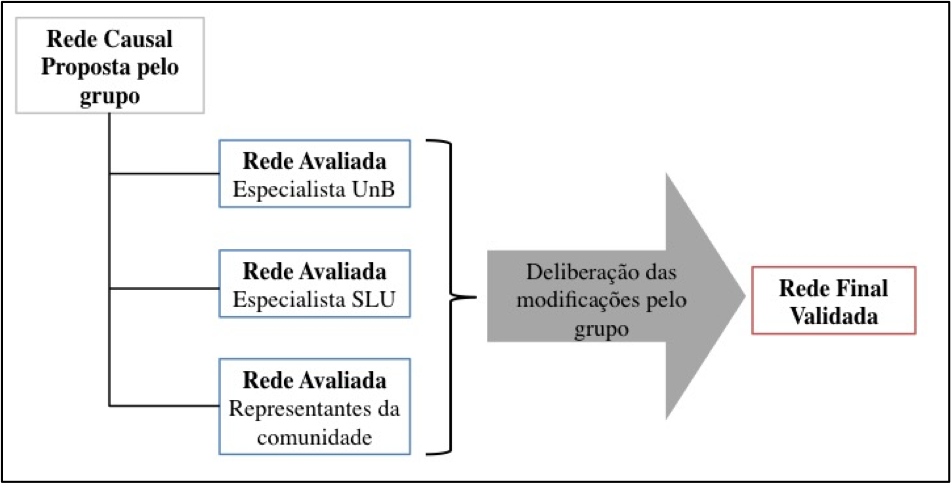 Rede Causal
Proposta pelo
grupo
Rede Avaliada
Especialista UnB
Rede Avaliada
Especialista SLU
Rede Avaliada
Representantes da
comunidade
Deliberação das
modificações pelo
grupo
Rede Final
Validada